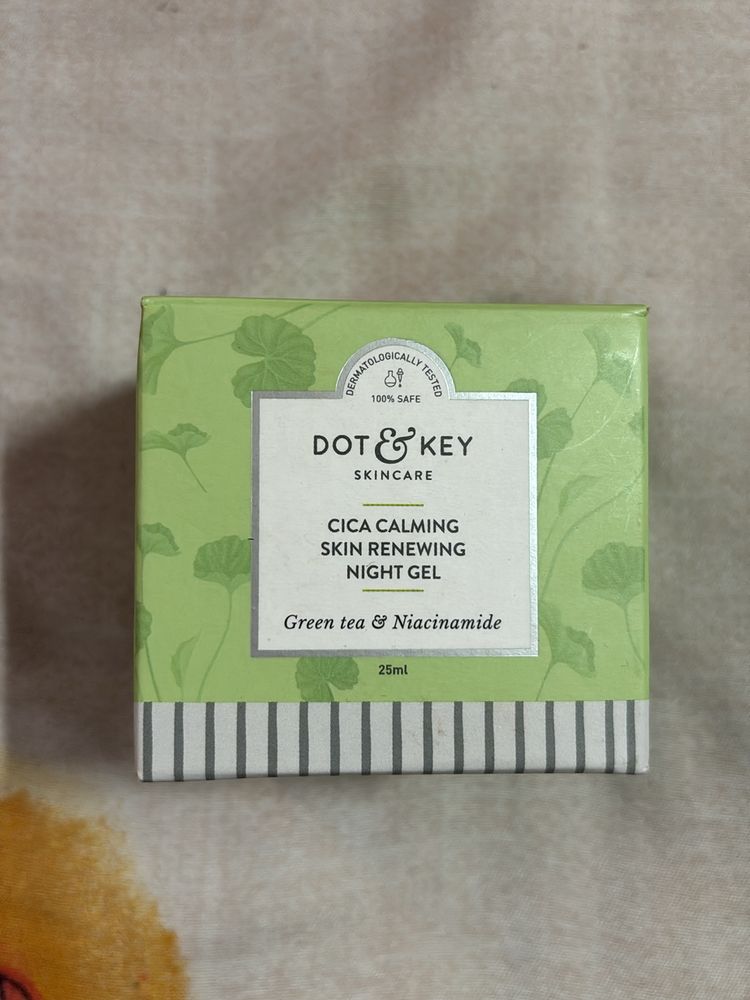 DERMATOLOGICALLY TESTED
100% SAFE
DOT & KEY
SKINCARE
CICA CALMING
SKIN RENEWING
NIGHT GEL
Green tea & Niacinamide
25ml